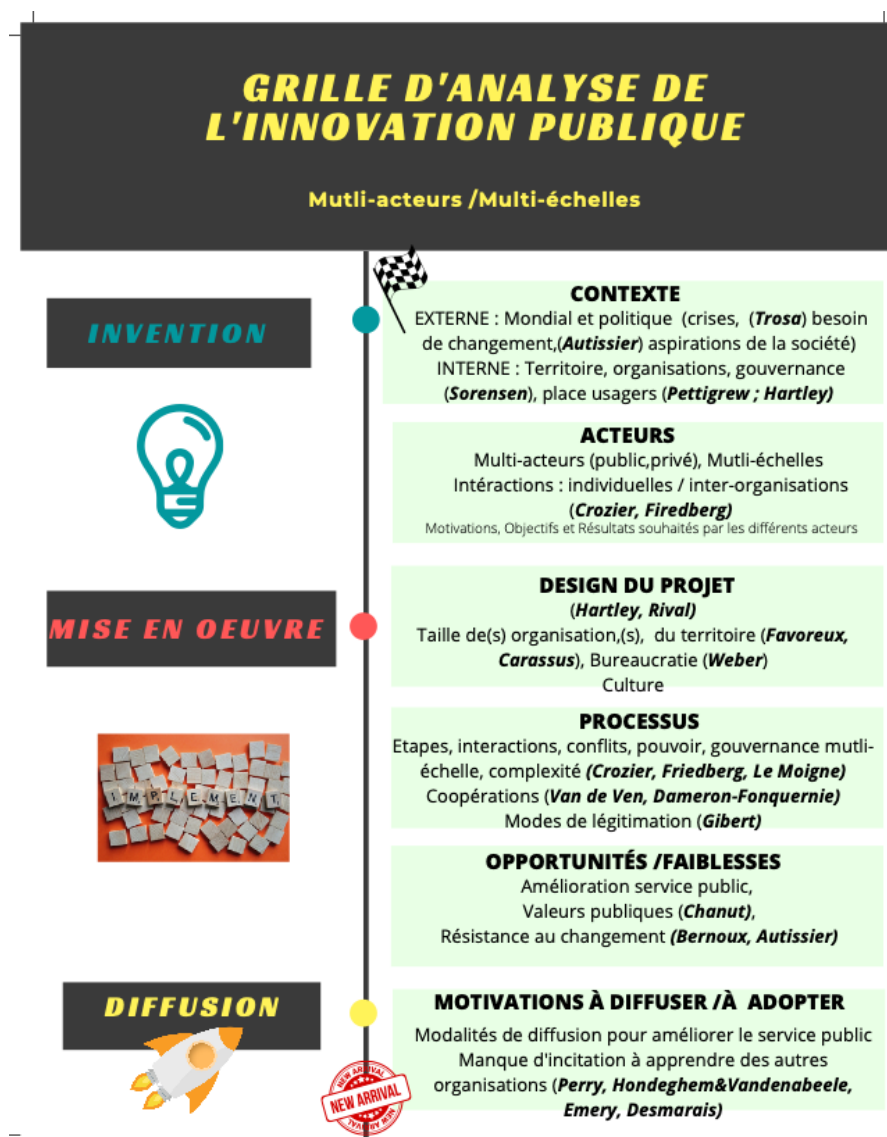 GRILLE D'ANALYSE DE
L'INNOVATION PUBLIQUE
Mutli-acteurs /Multi-échelles
INVENTION
CONTEXTE
EXTERNE : Mondial et politique (crises, (Trosa) besoin
de changement,(Autissier) aspirations de la société)
INTERNE : Territoire, organisations, gouvernance
(Sorensen), place usagers (Pettigrew ; Hartley)
ACTEURS
Multi-acteurs (public,privé), Mutli-échelles
Intéractions : individuelles / inter-organisations
(Crozier, Firedberg)
Motivations, Objectifs et Résultats souhaités par les différents acteurs
MISE EN OEUVRE
DESIGN DU PROJET
(Hartley, Rival)
Taille de(s) organisation,(s), du territoire (Favoreux,
Carassus), Bureaucratie (Weber)
Culture
IMPLEMENT
PROCESSUS
Etapes, interactions, conflits, pouvoir, gouvernance mutli-
échelle, complexité (Crozier, Friedberg, Le Moigne)
Coopérations (Van de Ven, Dameron-Fonquernie)
Modes de légitimation (Gibert)
OPPORTUNITÉS /FAIBLESSES
Amélioration service public,
Valeurs publiques (Chanut),
Résistance au changement (Bernoux, Autissier)
DIFFUSION
MOTIVATIONS À DIFFUSER /À ADOPTER
Modalités de diffusion pour améliorer le service public
Manque d'incitation à apprendre des autres
organisations (Perry, Hondeghem&Vandenabeele,
Emery, Desmarais)
NEW ARRIVAL
NEW ARRIVAL
NEW ARRIVAL